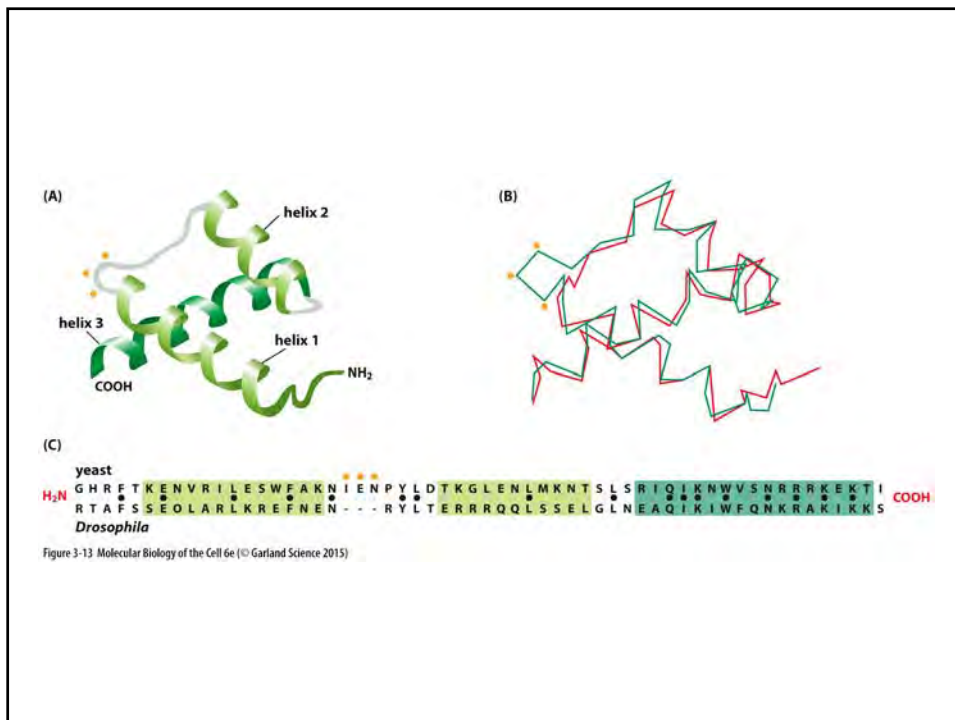 (A)
helix 2
helix 3
helix 1
COOH
NH2
(B)
(C)
yeast
G H R F T K E N V R I L E S W F A K N I E N P Y L D T K G L E N L M K N T S L S R I Q I K N W V S N R R R K E K T I
H2N COOH
R T A F S S E O L A R L K R E F N E N - - - R Y L T E R R R Q Q L S S E L G L N E A Q I K I W F Q N K R A K I K K S
Drosophila
Figure 3-13 Molecular Biology of the Cell 6e (© Garland Science 2015)